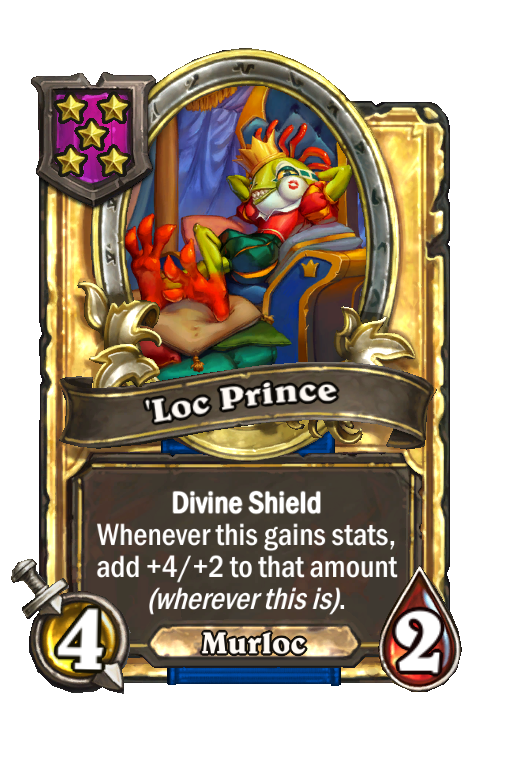 'Loc Prince
Divine Shield
Whenever this gains stats,
add +4/+2 to that amount
(wherever this is).
4
Murloc
2